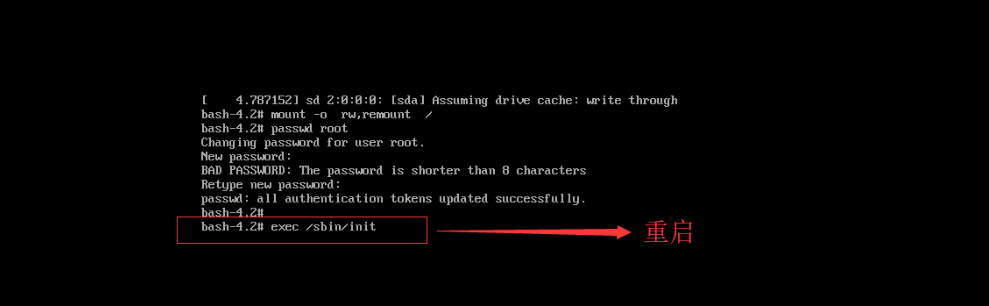 [    4.787152] sd 2:0:0:0: [sda] Assuming drive cache: write through
bash-4.2# mount -o  rw,remount  /
bash-4.2# passwd root
Changing password for user root.
New password:
BAD PASSWORD: The password is shorter than 8 characters
Retype new password:
passwd: all authentication tokens updated successfully.
bash-4.2#
bash-4.2# exec /sbin/init
重启